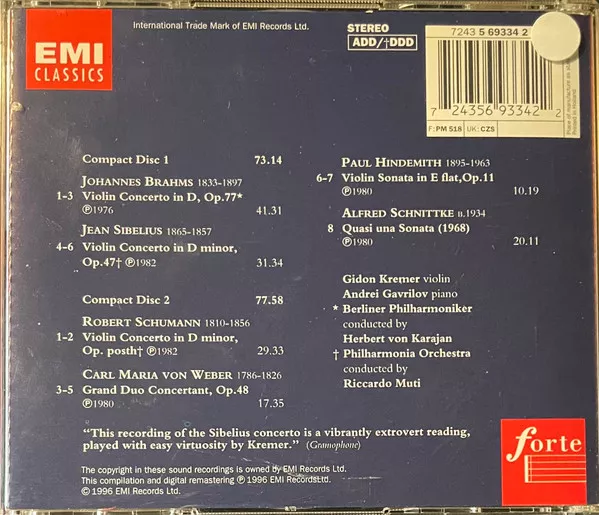 EMI
CLASSICS
International Trade Mark of EMI Records Ltd.
STEREO
ADD/†DDD
7243 5 69334 2
7 24356 93342 2
F: PM 518 UK: CZS
Compact Disc 1 73.14
JOHANNES BRAHMS 1833-1897
1-3 Violin Concerto in D, Op.77*
℗1976 41.31
JEAN SIBELIUS 1865-1857
4-6 Violin Concerto in D minor,
Op.47† ℗1982 31.34
Compact Disc 2 77.58
ROBERT SCHUMANN 1810-1856
1-2 Violin Concerto in D minor,
Op. posth† ℗1982 29.33
CARL MARIA VON WEBER 1786-1826
3-5 Grand Duo Concertant, Op.48
℗1980 17.35
PAUL HINDEMITH 1895-1963
6-7 Violin Sonata in E flat,Op.11
℗1980 10.19
ALFRED SCHNITTKE B.1934
8 Quasi una Sonata (1968)
℗1980 20.11
Gidon Kremer violin
Andrei Gavrilov piano
* Berliner Philharmoniker
conducted by
Herbert von Karajan
† Philharmonia Orchestra
conducted by
Riccardo Muti
“This recording of the Sibelius concerto is a vibrantly extrovert reading,
played with easy virtuosity by Kremer.” (Gramophone)
The copyright in these sound recordings is owned by EMI Records Ltd.
This compilation and digital remastering ℗ 1996 EMI Records Ltd.
© 1996 EMI Records Ltd.
forte